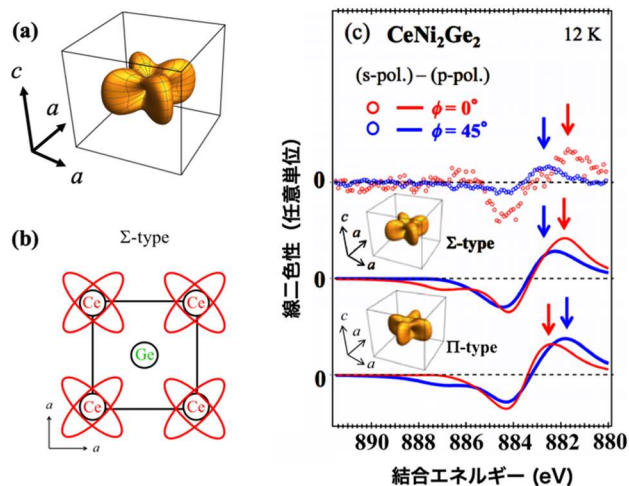 (a)
c
a
a
(b)
Σ-type
Ce
Ce
Ge
Ce
Ce
a
a
(c) CeNi₂Ge₂ 12 K
(s-pol.) – (p-pol.)
ϕ = 0°
ϕ = 45°
線二色性（任意単位）
0
c
a
a
Σ-type
0
c
a
a
Π-type
0
890 888 886 884 882 880
結合エネルギー (eV)